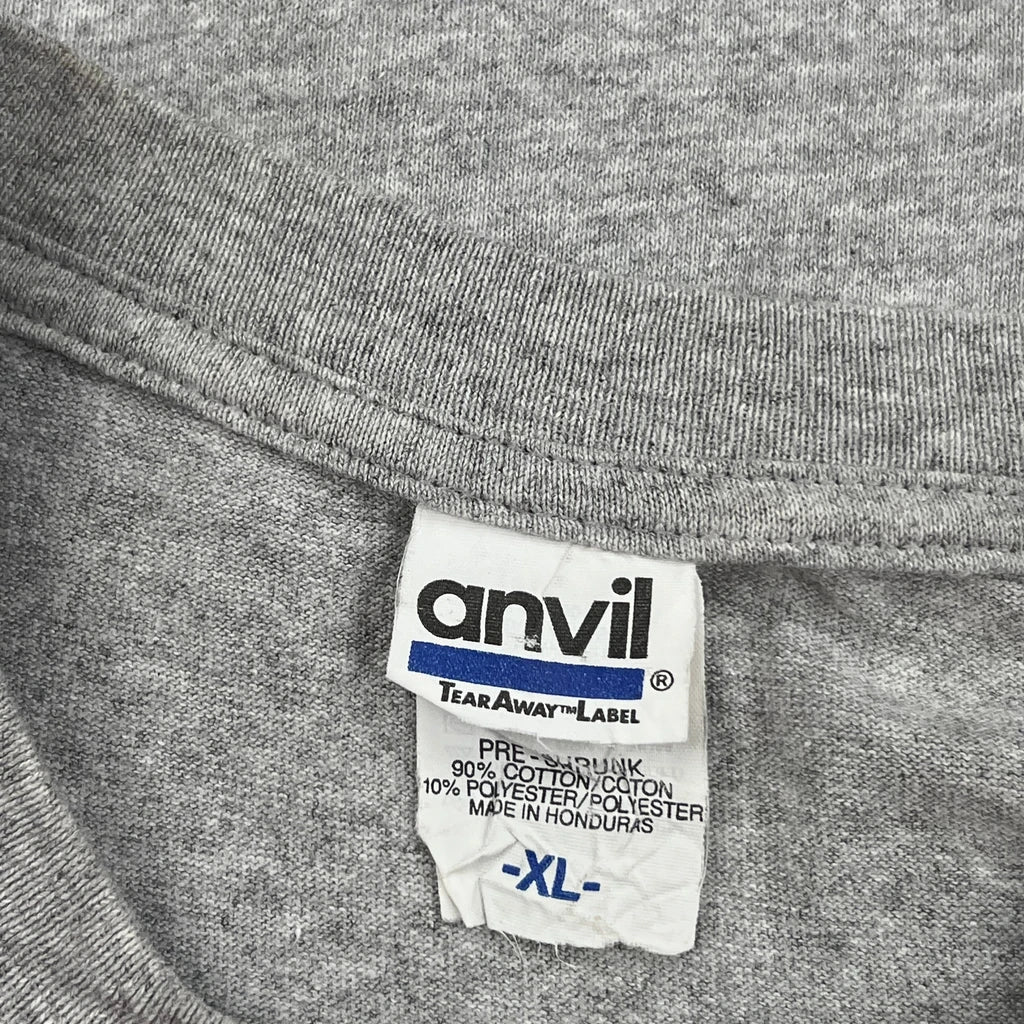 anvil®
TEARAWAY™LABEL
PRE-SHRUNK
90% COTTON/COTON
10% POLYESTER/POLYESTER
MADE IN HONDURAS
-XL-